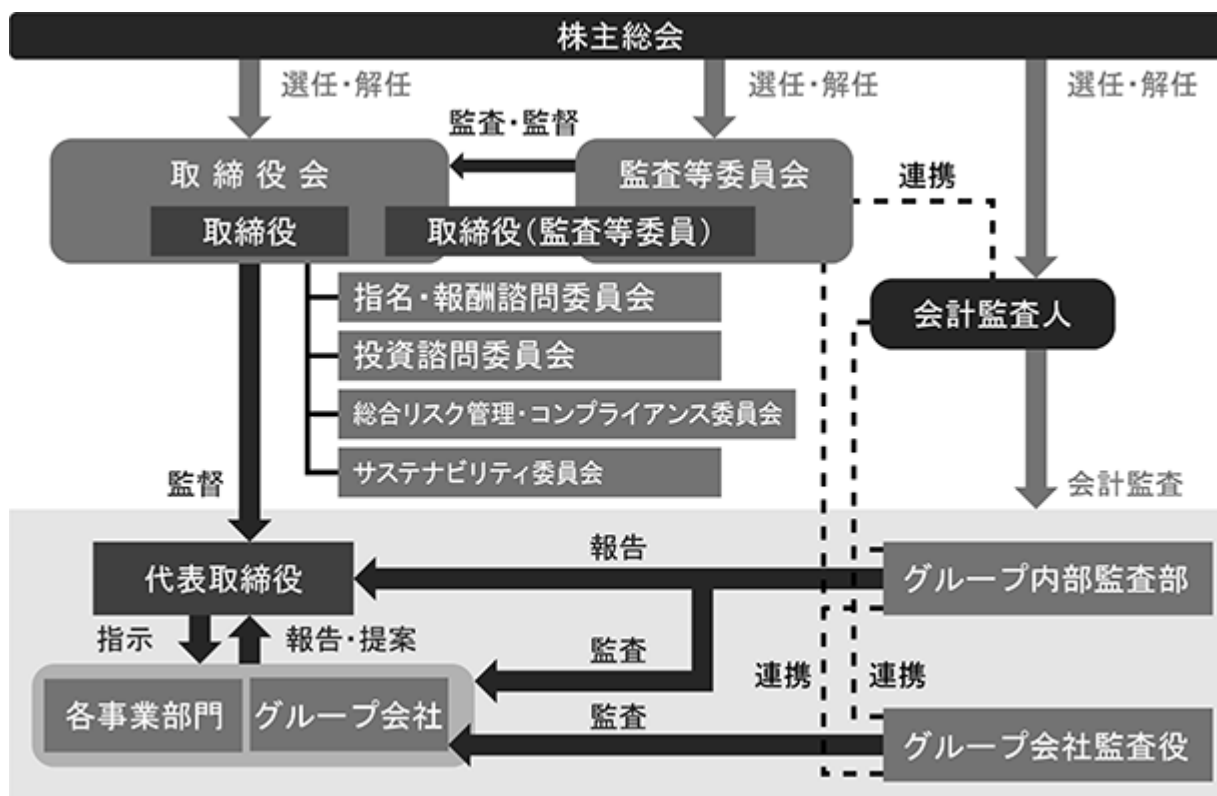 株主総会
選任・解任
選任・解任
選任・解任
監査・監督
取締役会
監査等委員会
連携
取締役
取締役(監査等委員)
指名・報酬諮問委員会
会計監査人
投資諮問委員会
総合リスク管理・コンプライアンス委員会
サステナビリティ委員会
監督
会計監査
報告
代表取締役
グループ内部監査部
指示
報告・提案
監査
連携
連携
各事業部門
グループ会社
監査
グループ会社監査役